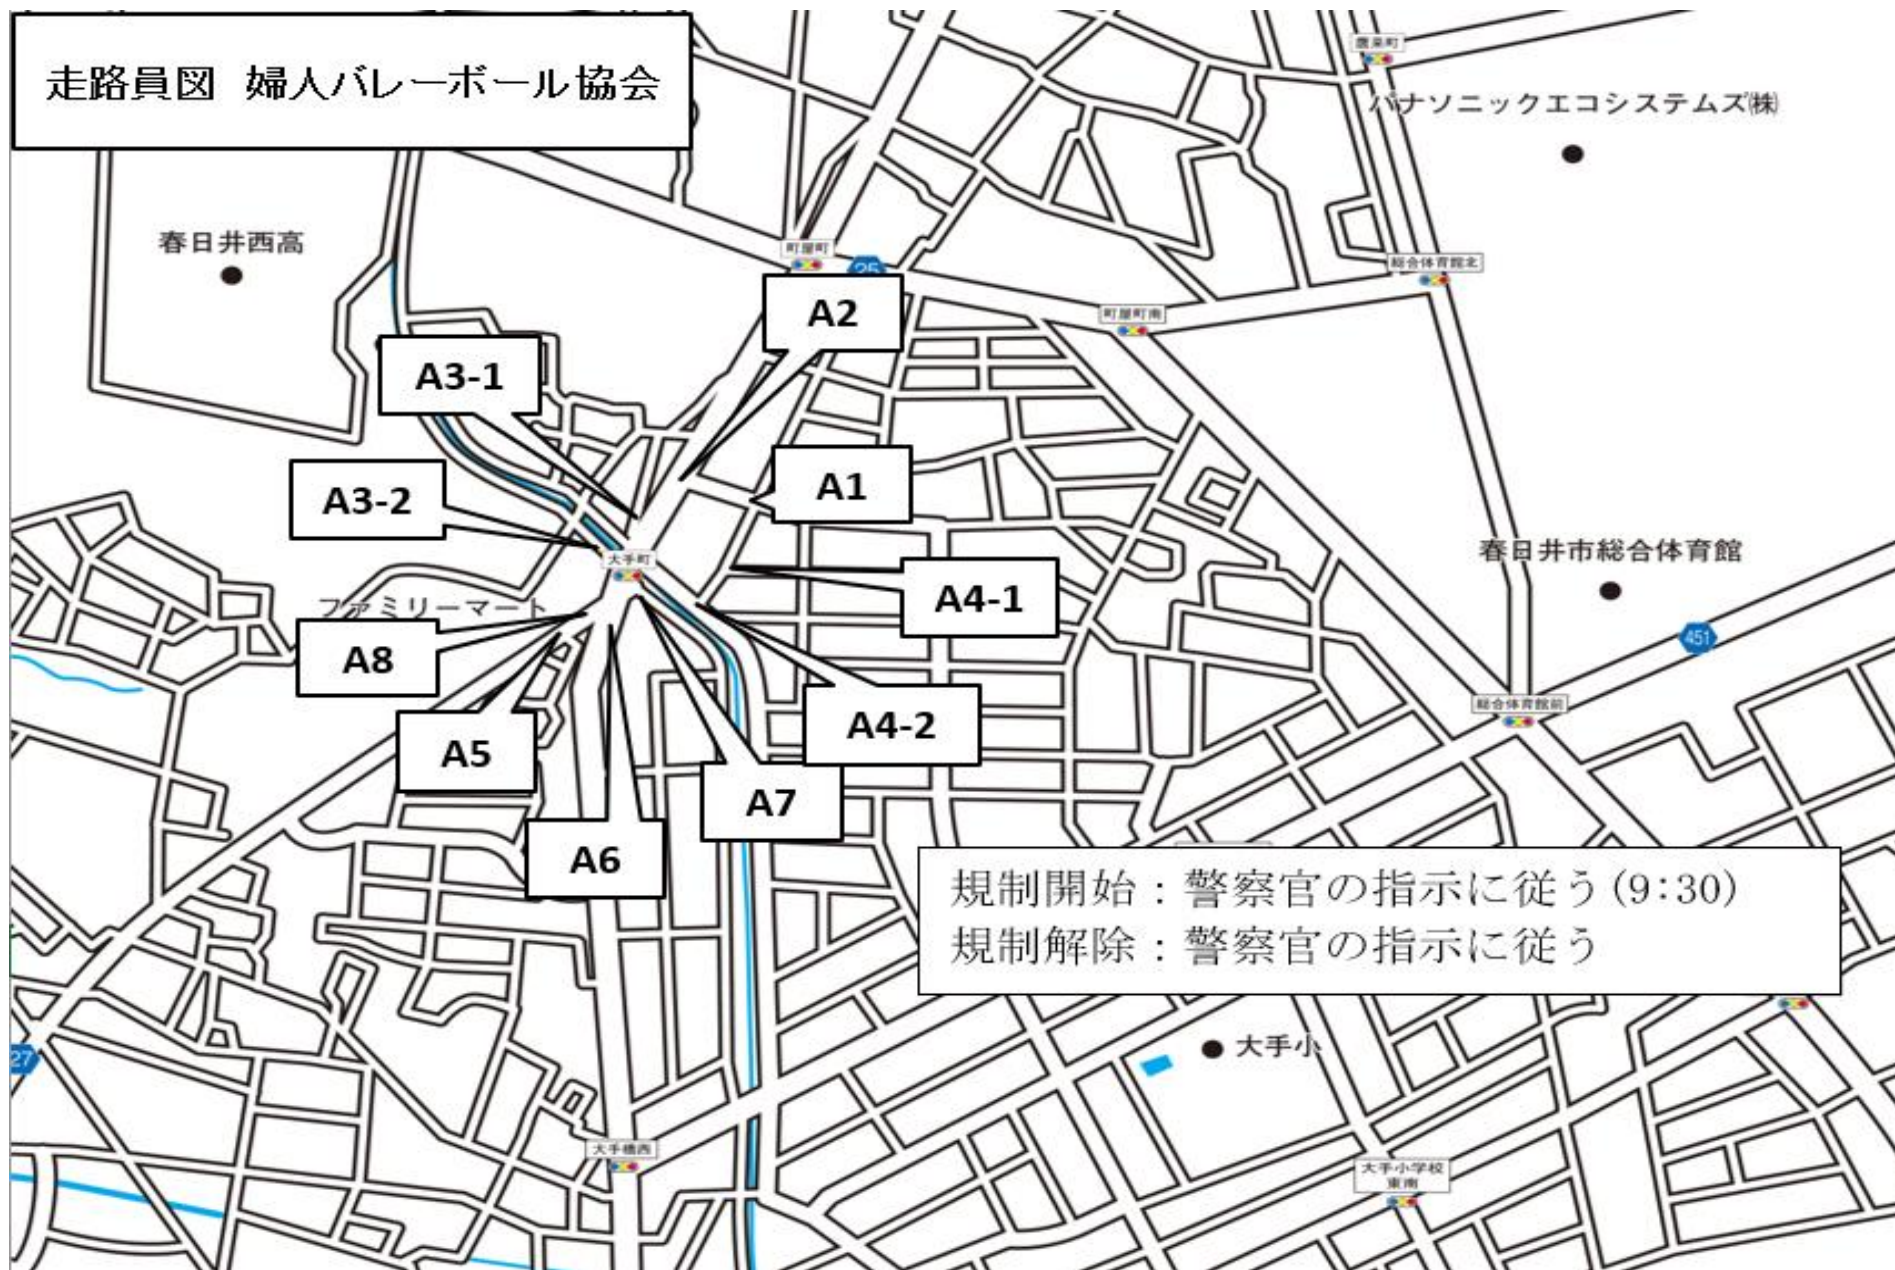 走路員図 婦人バレーボール協会
鷹来町
パナソニックエコシステムズ㈱
春日井西高
町屋町
25
総合体育館北
町屋町南
A2
A3-1
A1
A3-2
大手町
春日井市総合体育館
A4-1
ファミリーマート
A8
451
総合体育館前
A4-2
A5
A7
A6
規制開始：警察官の指示に従う(9:30)
規制解除：警察官の指示に従う
大手小
27
大手橋西
大手小学校
東南